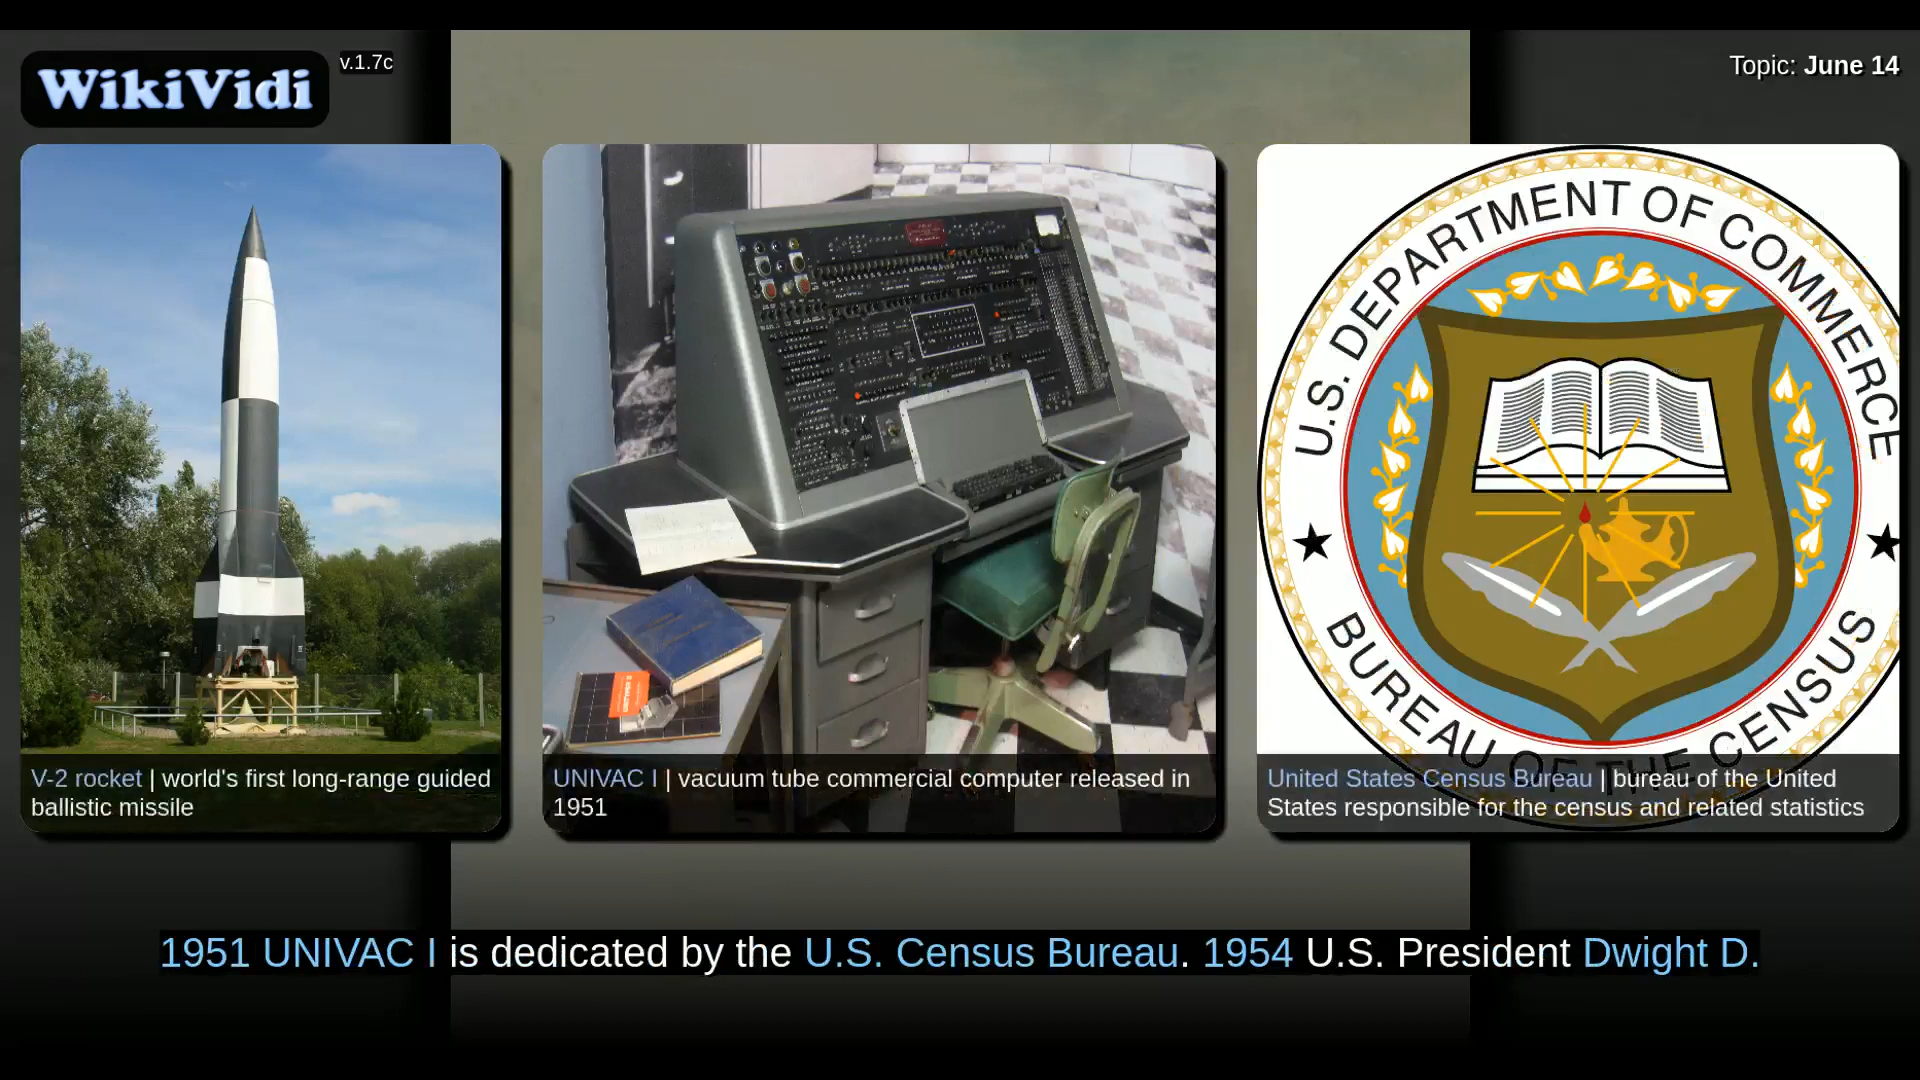 WikiVidi
v.1.7c
Topic: June 14
V-2 rocket | world's first long-range guided
ballistic missile
UNIVAC I | vacuum tube commercial computer released in
1951
U.S. DEPARTMENT OF COMMERCE
BUREAU OF THE CENSUS
United States Census Bureau | bureau of the United
States responsible for the census and related statistics
1951 UNIVAC I is dedicated by the U.S. Census Bureau. 1954 U.S. President Dwight D.